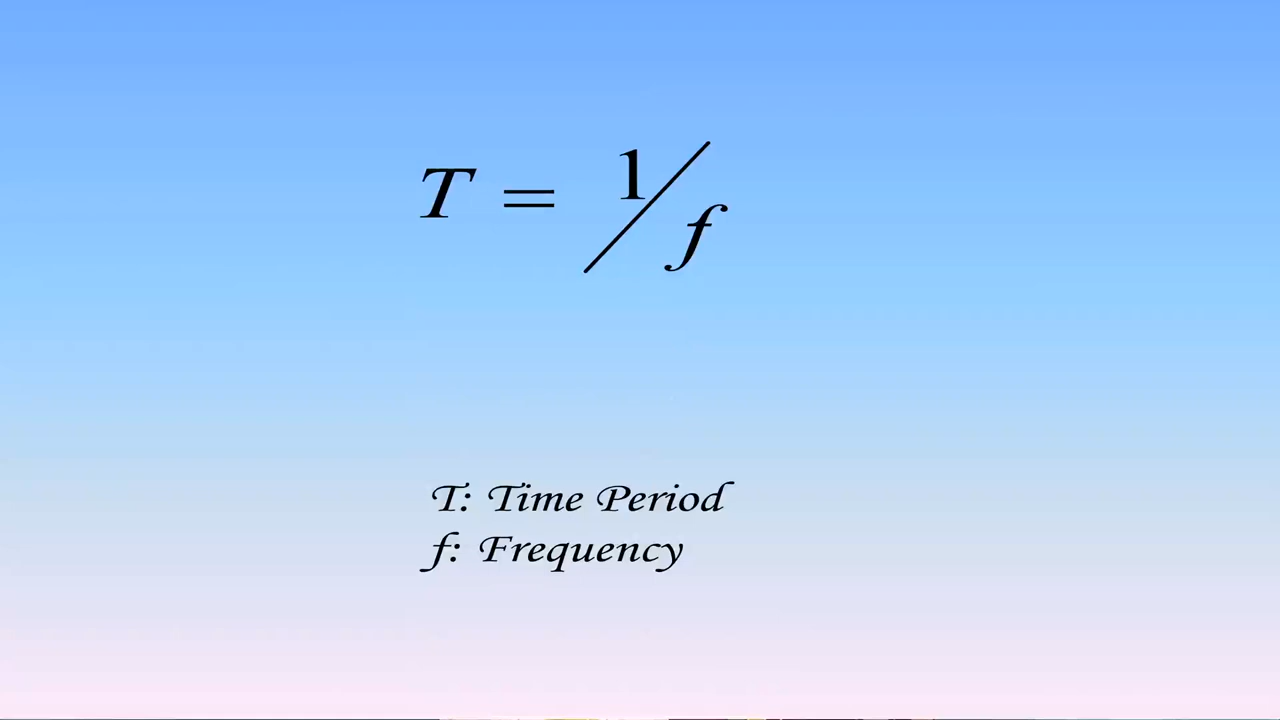 T = 1/f
T: Time Period
f: Frequency